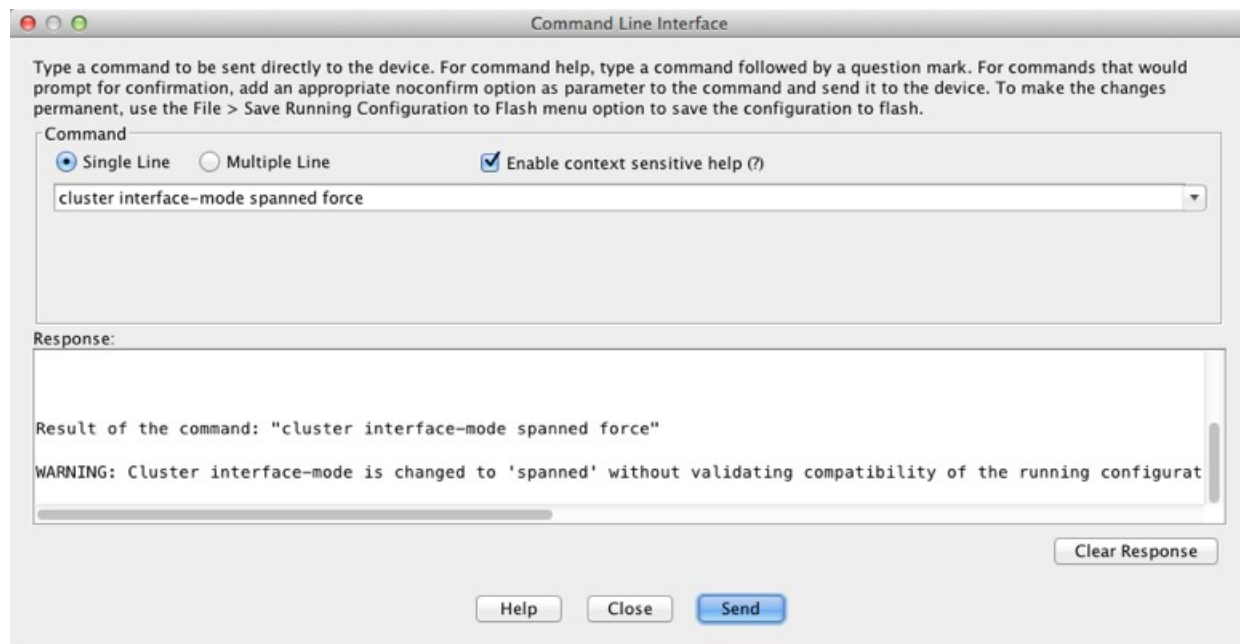 Command Line Interface
Type a command to be sent directly to the device. For command help, type a command followed by a question mark. For commands that would
prompt for confirmation, add an appropriate noconfirm option as parameter to the command and send it to the device. To make the changes
permanent, use the File > Save Running Configuration to Flash menu option to save the configuration to flash.
Command
Single Line Multiple Line Enable context sensitive help (?)
cluster interface-mode spanned force
Response:
Result of the command: "cluster interface-mode spanned force"
WARNING: Cluster interface-mode is changed to 'spanned' without validating compatibility of the running configurat
Clear Response
Help Close Send